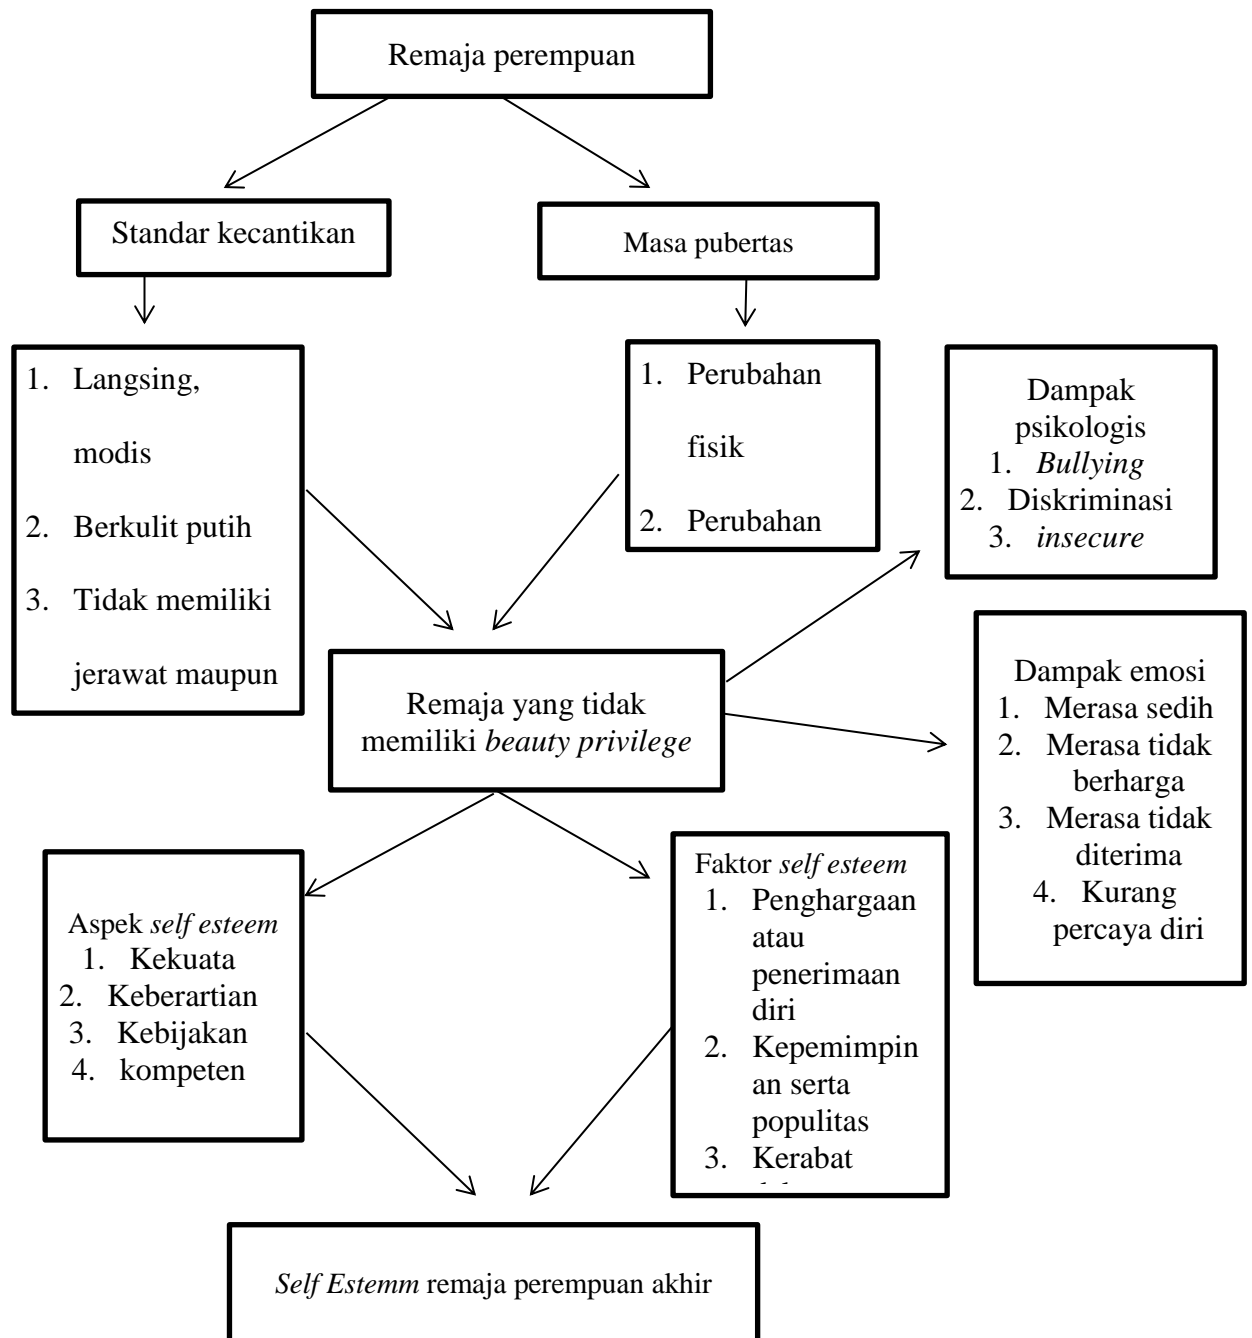 Remaja perempuan
Standar kecantikan
Masa pubertas
1. Langsing,
modis
2. Berkulit putih
3. Tidak memiliki
jerawat maupun
1. Perubahan
fisik
2. Perubahan
Dampak
psikologis
1. Bullying
2. Diskriminasi
3. insecure
Remaja yang tidak
memiliki beauty privilege
Dampak emosi
1. Merasa sedih
2. Merasa tidak
berharga
3. Merasa tidak
diterima
4. Kurang
percaya diri
Aspek self esteem
1. Kekuata
2. Keberartian
3. Kebijakan
4. kompeten
Faktor self esteem
1. Penghargaan
atau
penerimaan
diri
2. Kepemimpin
an serta
populitas
3. Kerabat
Self Estemm remaja perempuan akhir